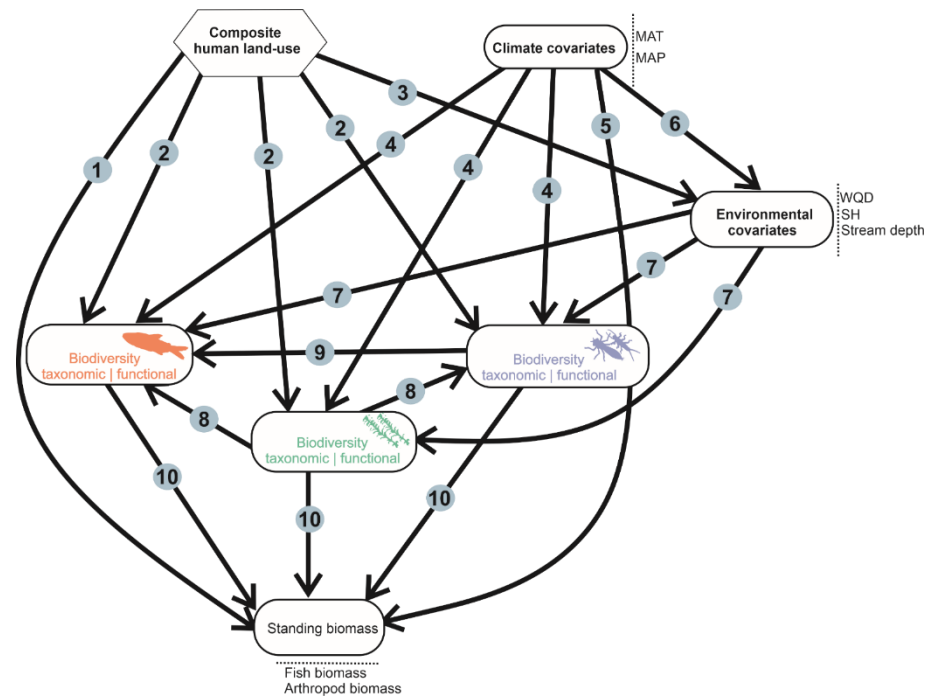 Composite
human land-use
Climate covariates
MAT
MAP
3
5
6
1
2
2
2
4
4
4
Environmental
covariates
WQD
SH
Stream depth
7
7
7
Biodiversity
taxonomic | functional
9
Biodiversity
taxonomic | functional
8
8
Biodiversity
taxonomic | functional
10
10
10
Standing biomass
Fish biomass
Arthropod biomass